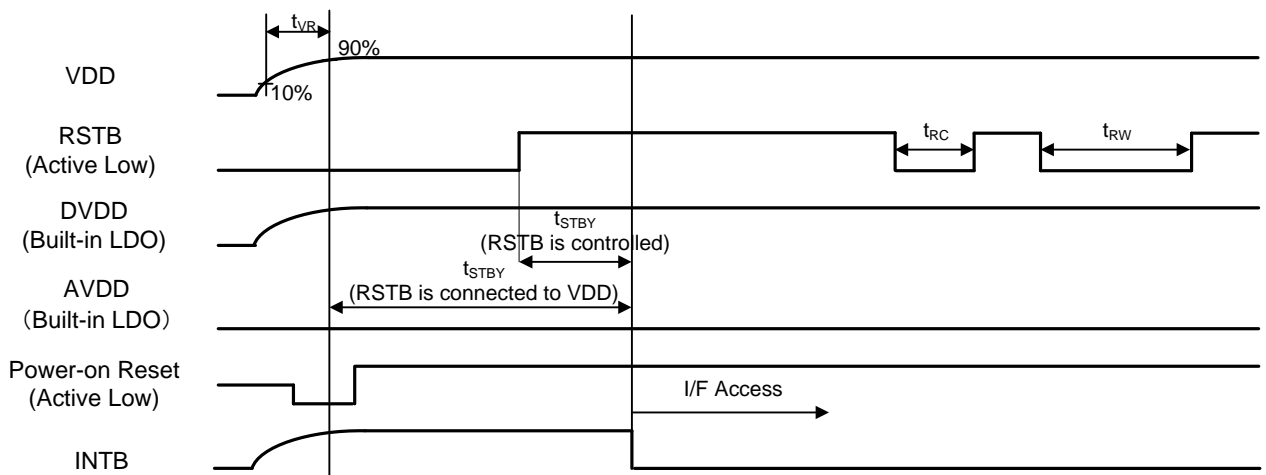 tVR
90%
VDD
10%
RSTB
(Active Low)
tRC
tRW
DVDD
(Built-in LDO)
tSTBY
(RSTB is controlled)
tSTBY
(RSTB is connected to VDD)
AVDD
（Built-in LDO）
Power-on Reset
(Active Low)
I/F Access
INTB